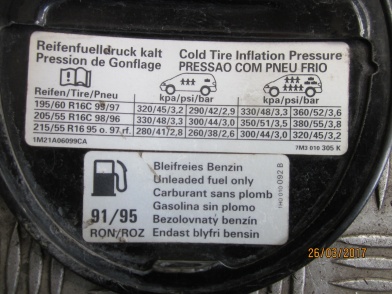 Reifenfuelldruck kalt Cold Tire Inflation Pressure
Pression de Gonflage PRESSAO COM PNEU FRIO
Reifen/Tire/Pneu kpa/psi/bar kpa/psi/bar
195/60 R16C 99/97 320/45/3,2 290/42/2,9 330/48/3,3 360/52/3,6
205/55 R16C 98/96 330/48/3,3 300/44/3,0 350/51/3,5 380/55/3,8
215/55 R16 95 o. 97 rf. 280/41/2,8 260/38/2,6 300/44/3,0 320/45/3,2
1M21A06099CA 7M3 010 305 K
Bleifreies Benzin
Unleaded fuel only
Carburant sans plomb
Gasolina sin plomo
91/95 Bezolovnatý benzín
RON/ROZ Endast blyfri bensin
1H0 010 092 B
26/03/2017